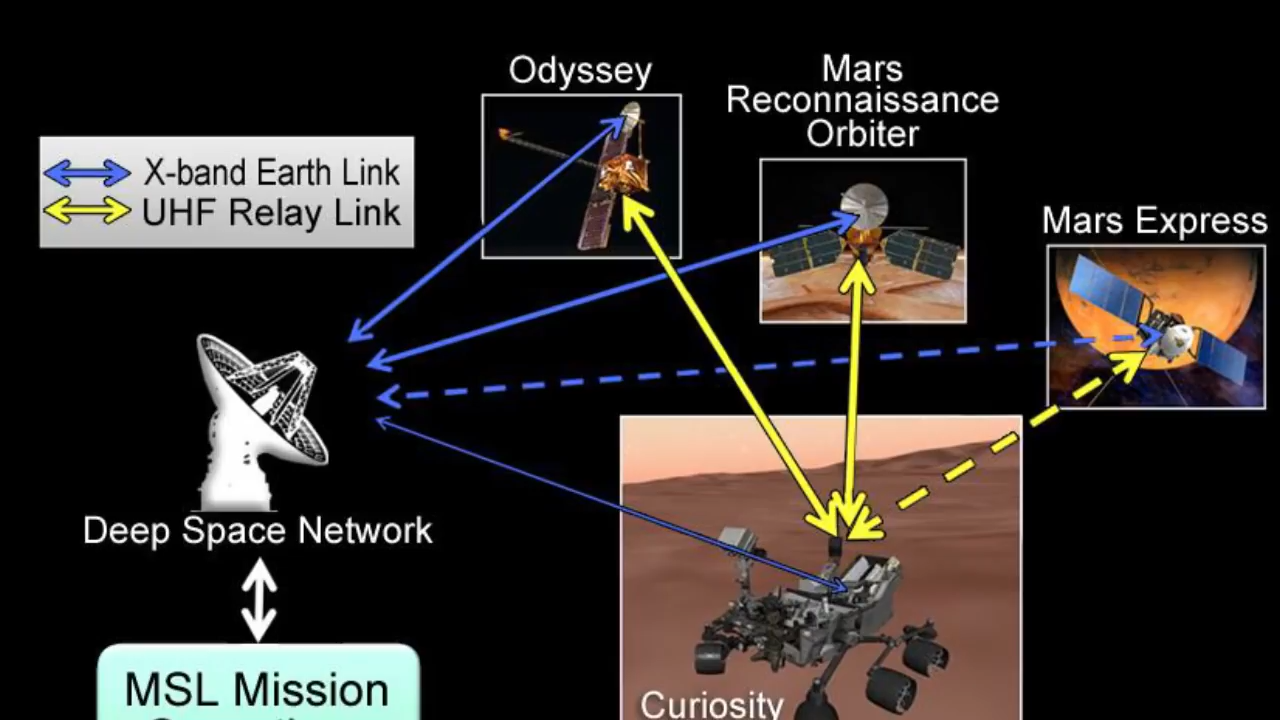 Odyssey
Mars
Reconnaissance
Orbiter
X-band Earth Link
UHF Relay Link
Mars Express
Deep Space Network
MSL Mission
Curiosity